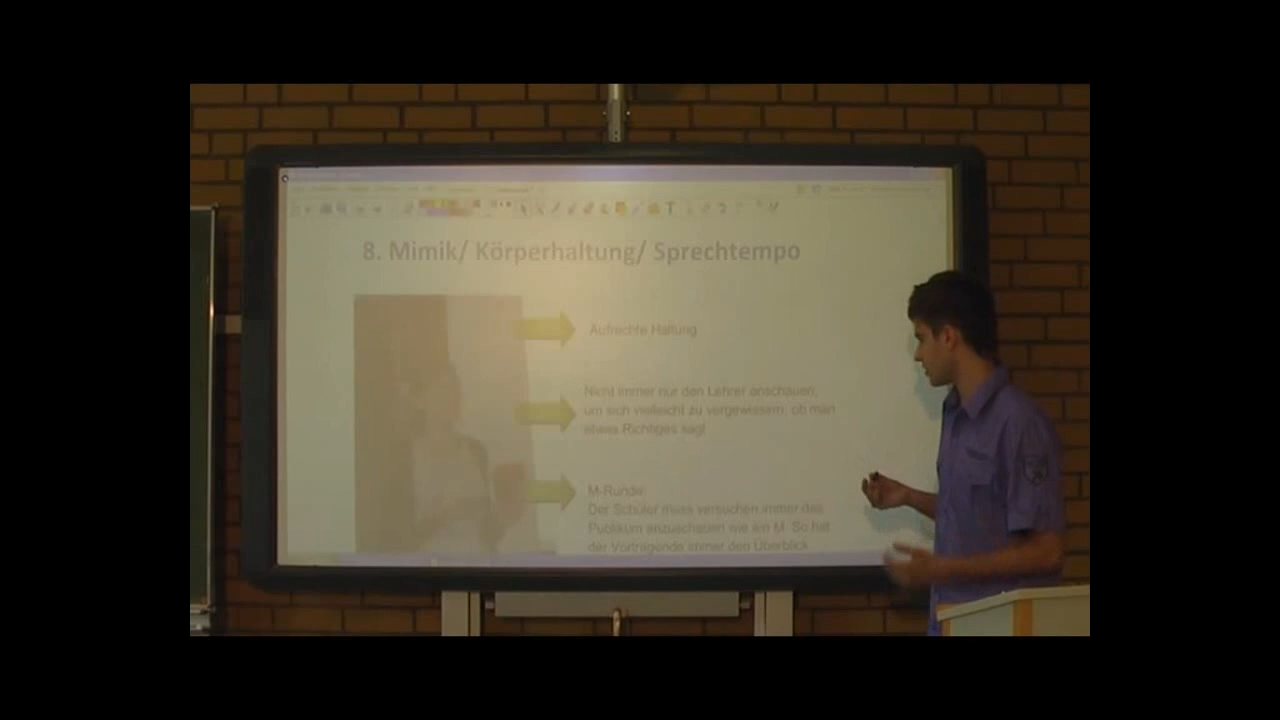 8. Mimik/ Körperhaltung/ Sprechtempo
Aufrechte Haltung
Nicht immer nur den Lehrer anschauen,
um sich vielleicht zu vergewissern, ob man
etwas Richtiges sagt
M-Runde:
Der Schüler muss versuchen immer das
Publikum anzuschauen wie ein M. So hat
der Vortragende immer den Überblick